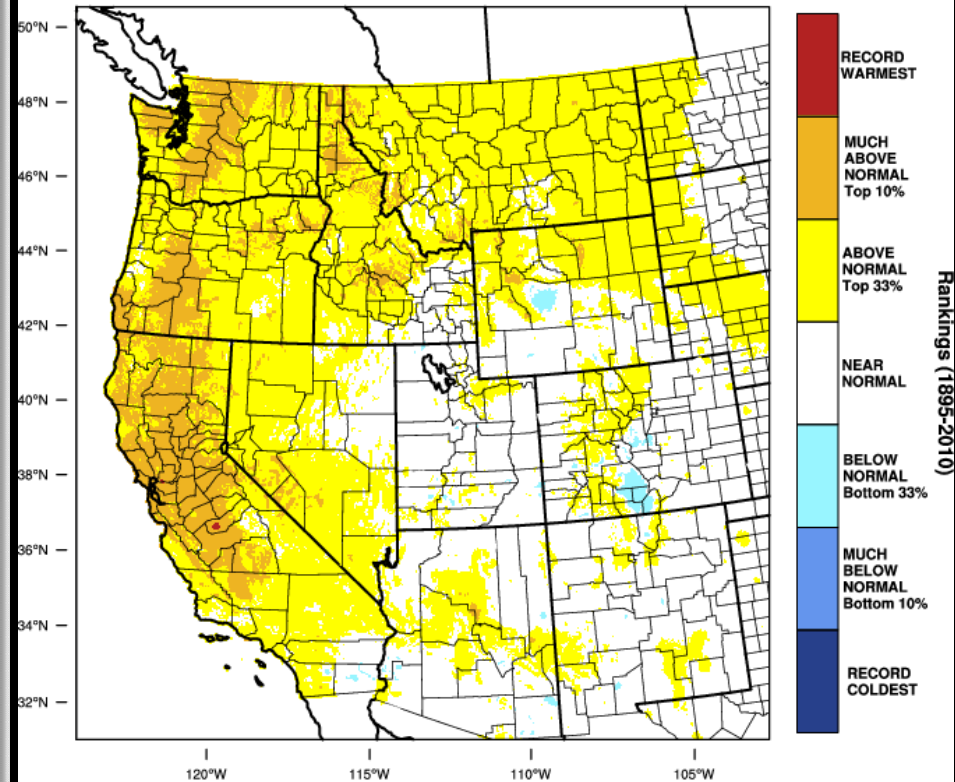 50°N
48°N
46°N
44°N
42°N
40°N
38°N
36°N
34°N
32°N
120°W
115°W
110°W
105°W
RECORD
WARMEST
MUCH
ABOVE
NORMAL
Top 10%
ABOVE
NORMAL
Top 33%
NEAR
NORMAL
BELOW
NORMAL
Bottom 33%
MUCH
BELOW
NORMAL
Bottom 10%
RECORD
COLDEST
Rankings (1895-2010)